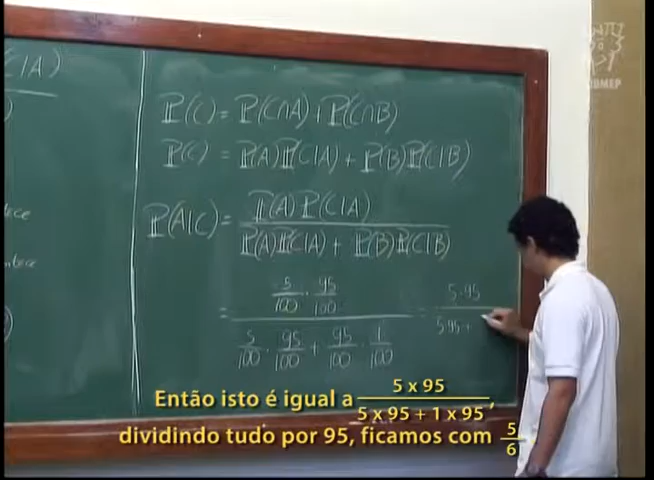 C|A)
P(C) = P(C∩A) + P(C∩B)
P(C) = P(A)P(C|A) + P(B)P(C|B)
P(A|C) = P(A)P(C|A)
P(A)P(C|A) + P(B)P(C|B)
= 5/100 · 95/100
5/100 · 95/100 + 95/100 · 1/100
= 5·95
5·95 +
OBMEP
Então isto é igual a 5 x 95 / 5 x 95 + 1 x 95,
dividindo tudo por 95, ficamos com 5/6